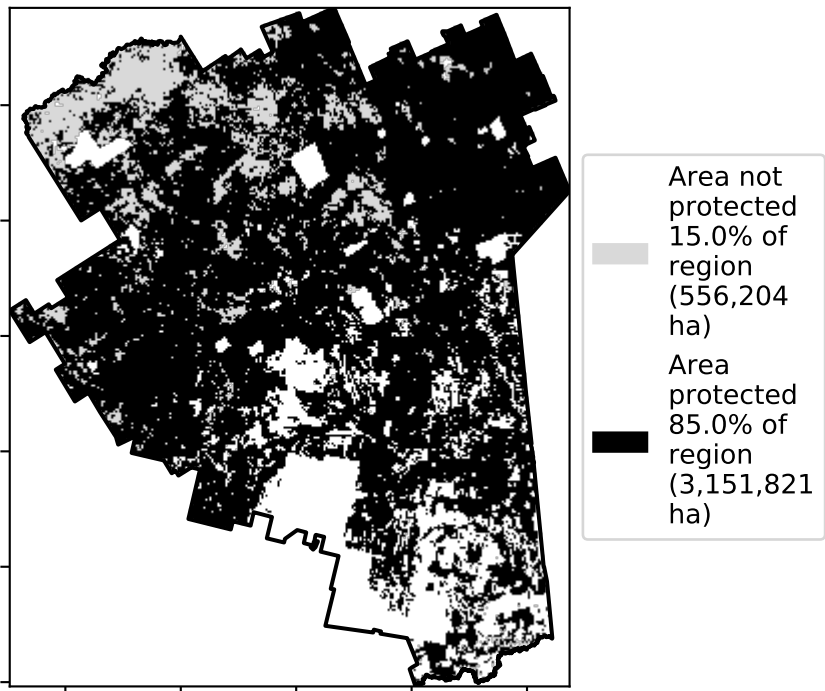 Area not
protected
15.0% of
region
(556,204
ha)
Area
protected
85.0% of
region
(3,151,821
ha)